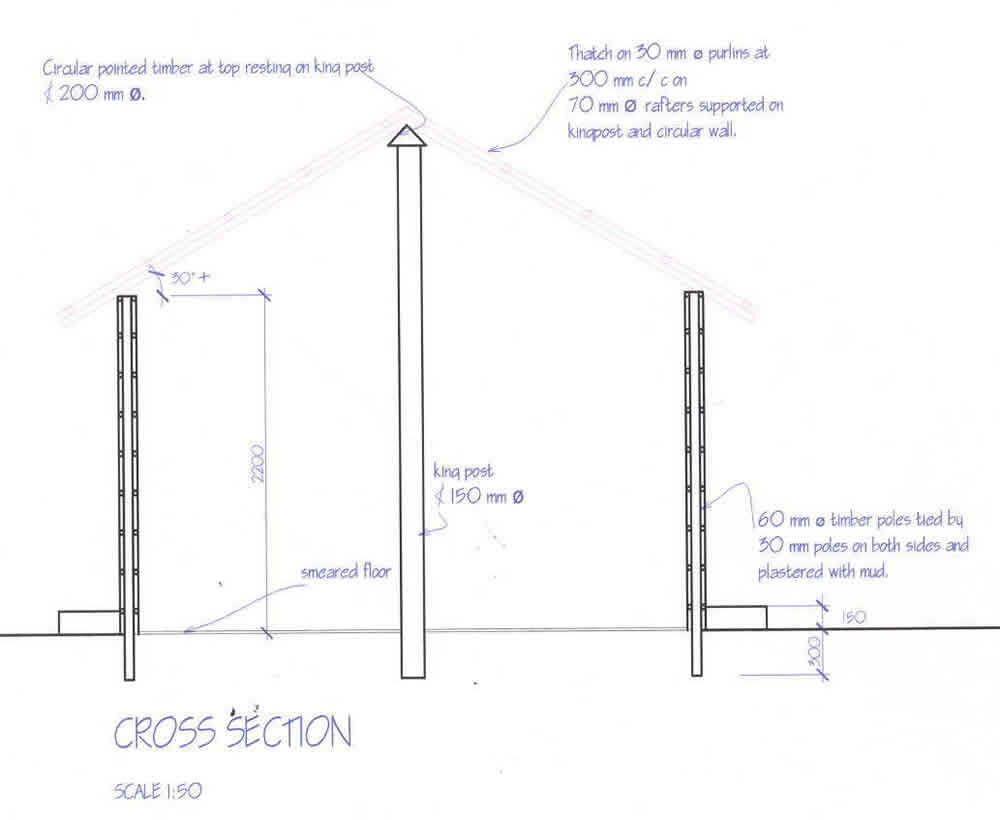 Circular pointed timber at top resting on king post
¢ 200 mm Ø.
Thatch on 30 mm ø purlins at
300 mm c/ c on
70 mm Ø rafters supported on
kingpost and circular wall.
30° +
2200
king post
¢ 150 mm Ø
smeared floor
60 mm ø timber poles tied by
30 mm poles on both sides and
plastered with mud.
150
300
CROSS SECTION
SCALE 1:50